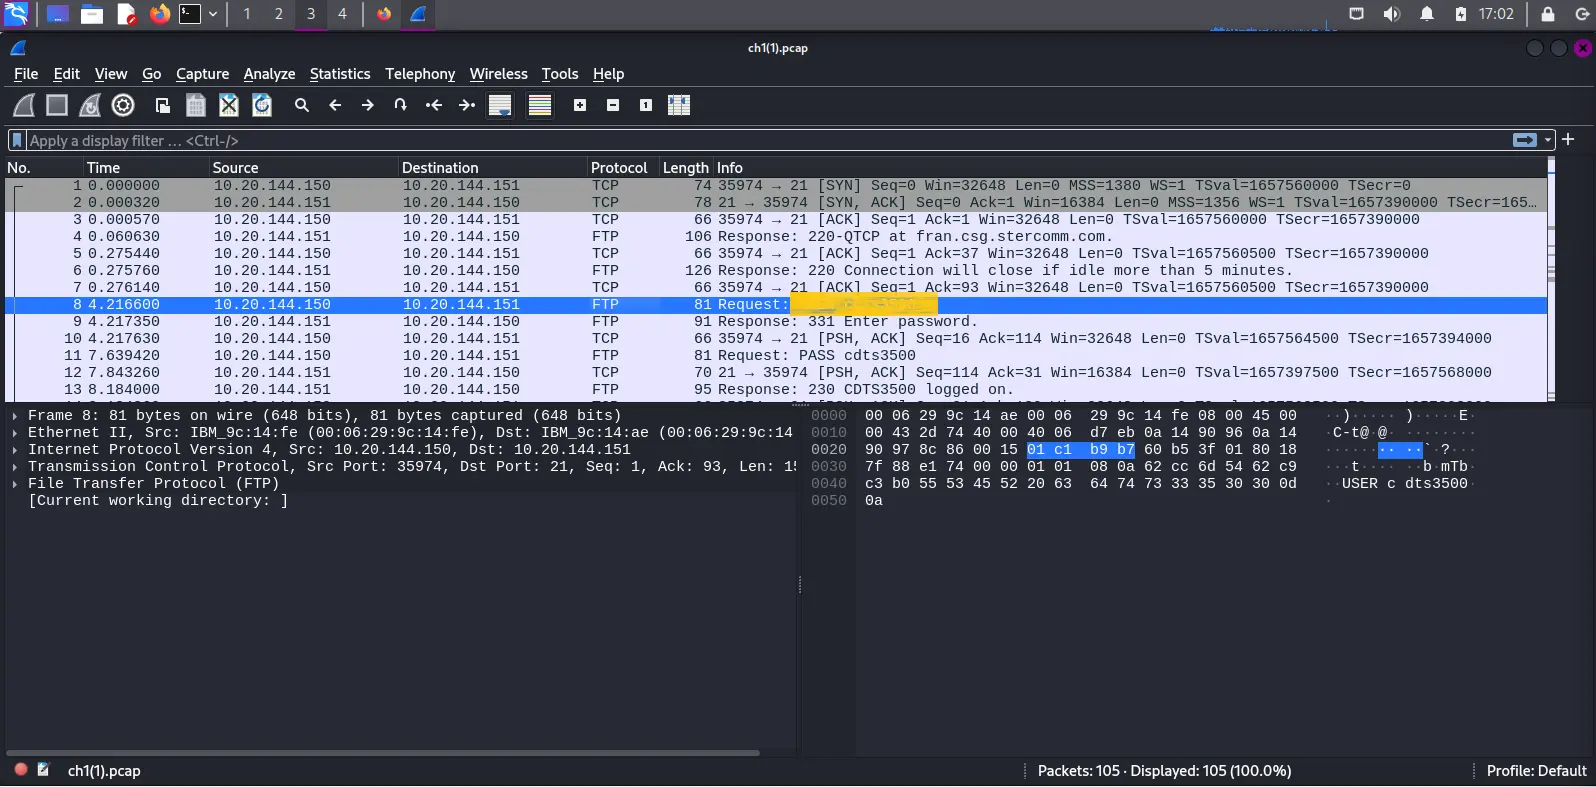 1 2 3 4 17:02
ch1(1).pcap
File Edit View Go Capture Analyze Statistics Telephony Wireless Tools Help
Apply a display filter … <Ctrl-/>
No. Time Source Destination Protocol Length Info
1 0.000000 10.20.144.150 10.20.144.151 TCP 74 35974 → 21 [SYN] Seq=0 Win=32648 Len=0 MSS=1380 WS=1 TSval=1657560000 TSecr=0
2 0.000320 10.20.144.151 10.20.144.150 TCP 78 21 → 35974 [SYN, ACK] Seq=0 Ack=1 Win=16384 Len=0 MSS=1356 WS=1 TSval=1657390000 TSecr=165…
3 0.000570 10.20.144.150 10.20.144.151 TCP 66 35974 → 21 [ACK] Seq=1 Ack=1 Win=32648 Len=0 TSval=1657560000 TSecr=1657390000
4 0.060630 10.20.144.151 10.20.144.150 FTP 106 Response: 220-QTCP at fran.csg.stercomm.com.
5 0.275440 10.20.144.150 10.20.144.151 TCP 66 35974 → 21 [ACK] Seq=1 Ack=37 Win=32648 Len=0 TSval=1657560500 TSecr=1657390000
6 0.275760 10.20.144.151 10.20.144.150 FTP 126 Response: 220 Connection will close if idle more than 5 minutes.
7 0.276140 10.20.144.150 10.20.144.151 TCP 66 35974 → 21 [ACK] Seq=1 Ack=93 Win=32648 Len=0 TSval=1657560500 TSecr=1657390000
8 4.216600 10.20.144.150 10.20.144.151 FTP 81 Request:
9 4.217350 10.20.144.151 10.20.144.150 FTP 91 Response: 331 Enter password.
10 4.217630 10.20.144.150 10.20.144.151 TCP 66 35974 → 21 [PSH, ACK] Seq=16 Ack=114 Win=32648 Len=0 TSval=1657564500 TSecr=1657394000
11 7.639420 10.20.144.150 10.20.144.151 FTP 81 Request: PASS cdts3500
12 7.843260 10.20.144.151 10.20.144.150 TCP 70 21 → 35974 [PSH, ACK] Seq=114 Ack=31 Win=16384 Len=0 TSval=1657397500 TSecr=1657568000
13 8.184000 10.20.144.151 10.20.144.150 FTP 95 Response: 230 CDTS3500 logged on.
Frame 8: 81 bytes on wire (648 bits), 81 bytes captured (648 bits)
Ethernet II, Src: IBM_9c:14:fe (00:06:29:9c:14:fe), Dst: IBM_9c:14:ae (00:06:29:9c:14
Internet Protocol Version 4, Src: 10.20.144.150, Dst: 10.20.144.151
Transmission Control Protocol, Src Port: 35974, Dst Port: 21, Seq: 1, Ack: 93, Len: 15
File Transfer Protocol (FTP)
[Current working directory: ]
0000 00 06 29 9c 14 ae 00 06 29 9c 14 fe 08 00 45 00 ··)····· )·····E·
0010 00 43 2d 74 40 00 40 06 d7 eb 0a 14 90 96 0a 14 ·C-t@·@· ········
0020 90 97 8c 86 00 15 01 c1 b9 b7 60 b5 3f 01 80 18 ········ ··`·?···
0030 7f 88 e1 74 00 00 01 01 08 0a 62 cc 6d 54 62 c9 ···t···· ··b·mTb·
0040 c3 b0 55 53 45 52 20 63 64 74 73 33 35 30 30 0d ··USER c dts3500·
0050 0a ·
ch1(1).pcap
Packets: 105 · Displayed: 105 (100.0%)
Profile: Default